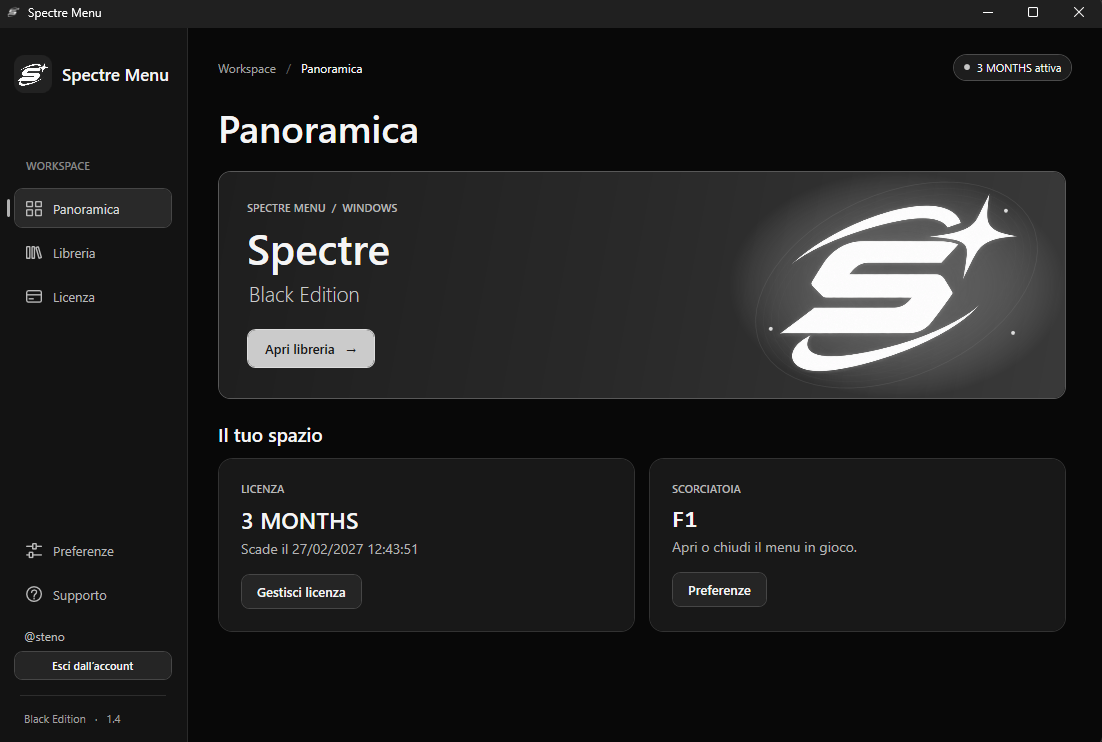 Spectre Menu
Spectre Menu
WORKSPACE
Panoramica
Libreria
Licenza
Preferenze
Supporto
@steno
Esci dall'account
Black Edition · 1.4
Workspace / Panoramica
3 MONTHS attiva
Panoramica
SPECTRE MENU / WINDOWS
Spectre
Black Edition
Apri libreria →
Il tuo spazio
LICENZA
3 MONTHS
Scade il 27/02/2027 12:43:51
Gestisci licenza
SCORCIATOIA
F1
Apri o chiudi il menu in gioco.
Preferenze